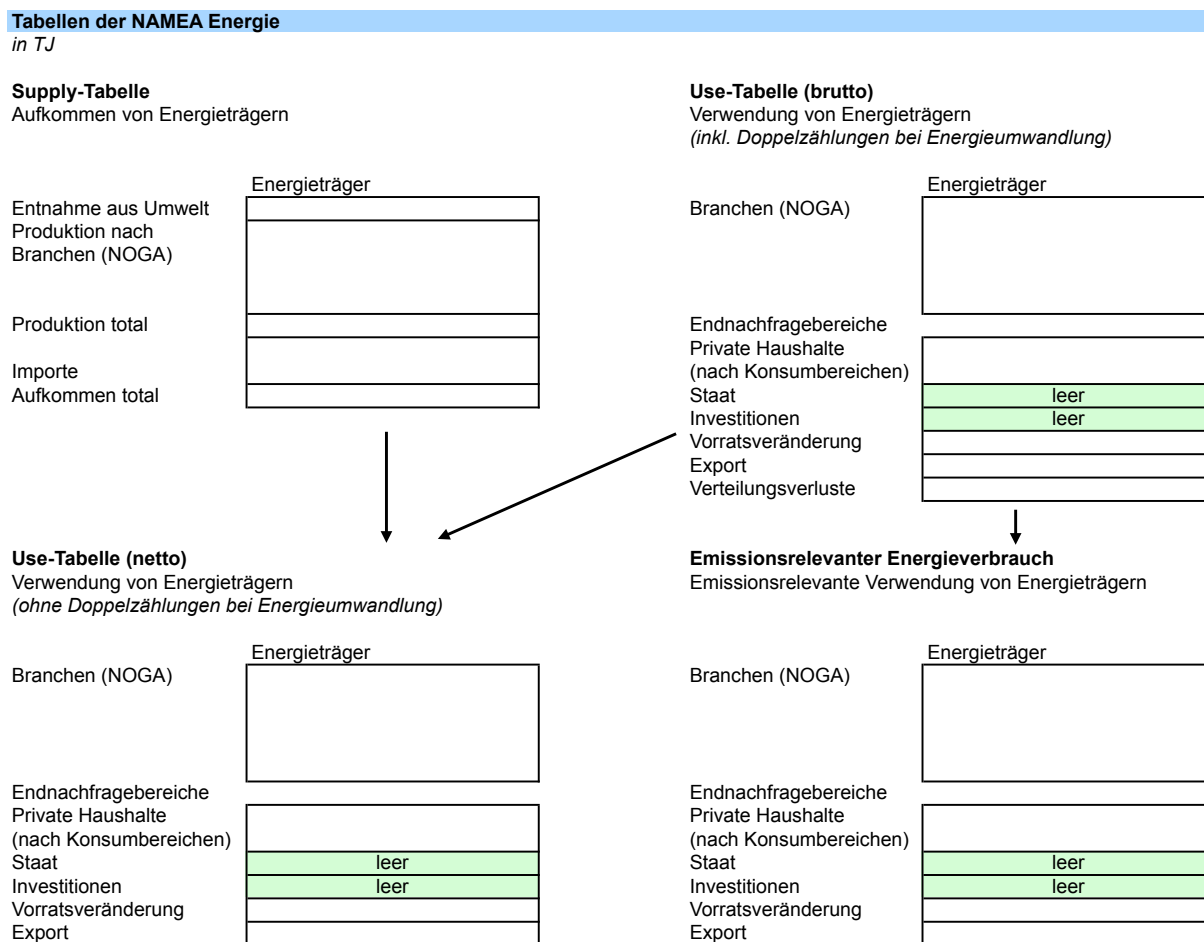 Tabellen der NAMEA Energie
in TJ
Supply-Tabelle
Aufkommen von Energieträgern
Energieträger
Entnahme aus Umwelt
Produktion nach
Branchen (NOGA)
Produktion total
Importe
Aufkommen total
Use-Tabelle (brutto)
Verwendung von Energieträgern
(inkl. Doppelzählungen bei Energieumwandlung)
Energieträger
Branchen (NOGA)
Endnachfragebereiche
Private Haushalte
(nach Konsumbereichen)
Staat leer
Investitionen leer
Vorratsveränderung
Export
Verteilungsverluste
Use-Tabelle (netto)
Verwendung von Energieträgern
(ohne Doppelzählungen bei Energieumwandlung)
Energieträger
Branchen (NOGA)
Endnachfragebereiche
Private Haushalte
(nach Konsumbereichen)
Staat leer
Investitionen leer
Vorratsveränderung
Export
Emissionsrelevanter Energieverbrauch
Emissionsrelevante Verwendung von Energieträgern
Energieträger
Branchen (NOGA)
Endnachfragebereiche
Private Haushalte
(nach Konsumbereichen)
Staat leer
Investitionen leer
Vorratsveränderung
Export